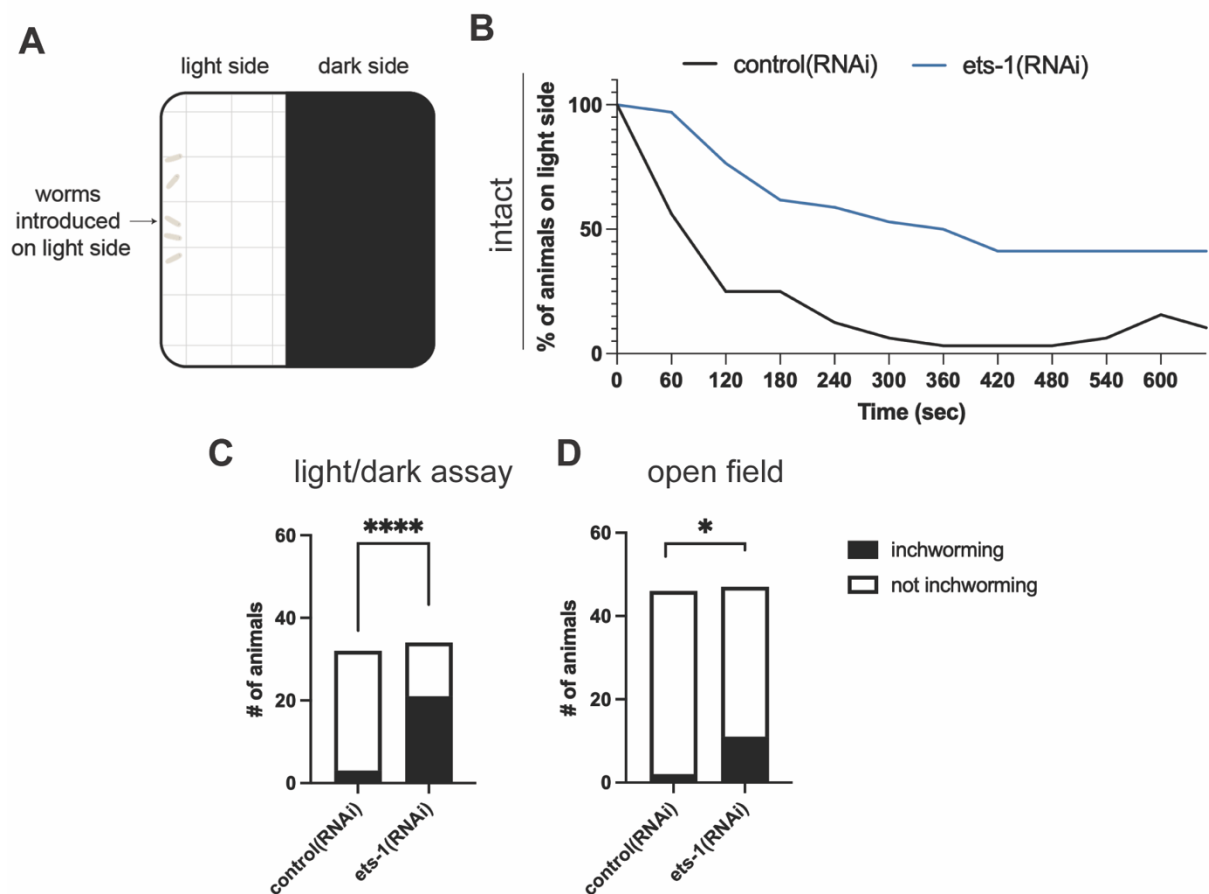 A
light side
dark side
worms
introduced
on light side
B
control(RNAi)
ets-1(RNAi)
intact
% of animals on light side
100
50
0
0 60 120 180 240 300 360 420 480 540 600
Time (sec)
C
light/dark assay
****
# of animals
60
40
20
0
control(RNAi)
ets-1(RNAi)
D
open field
*
# of animals
60
40
20
0
control(RNAi)
ets-1(RNAi)
inchworming
not inchworming